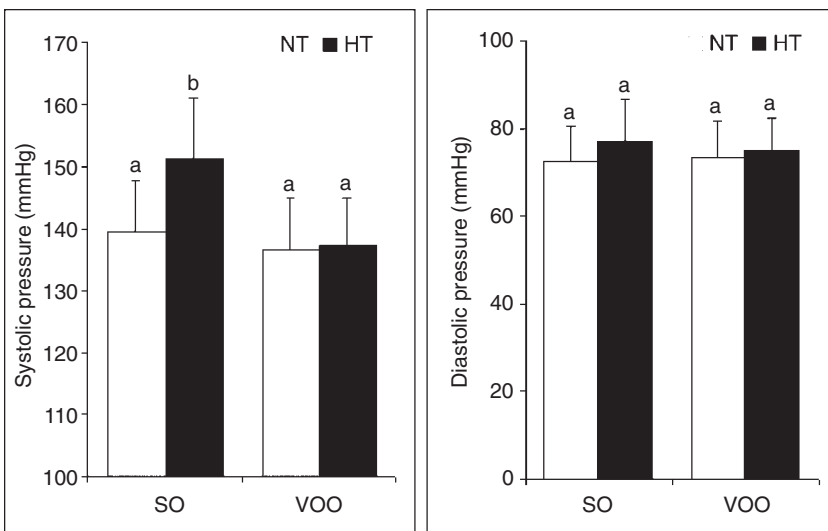 Systolic pressure (mmHg)
170
160
150
140
130
120
110
100
NT HT
a
b
a
a
SO
VOO
Diastolic pressure (mmHg)
100
80
60
40
20
0
NT HT
a
a
a
a
SO
VOO